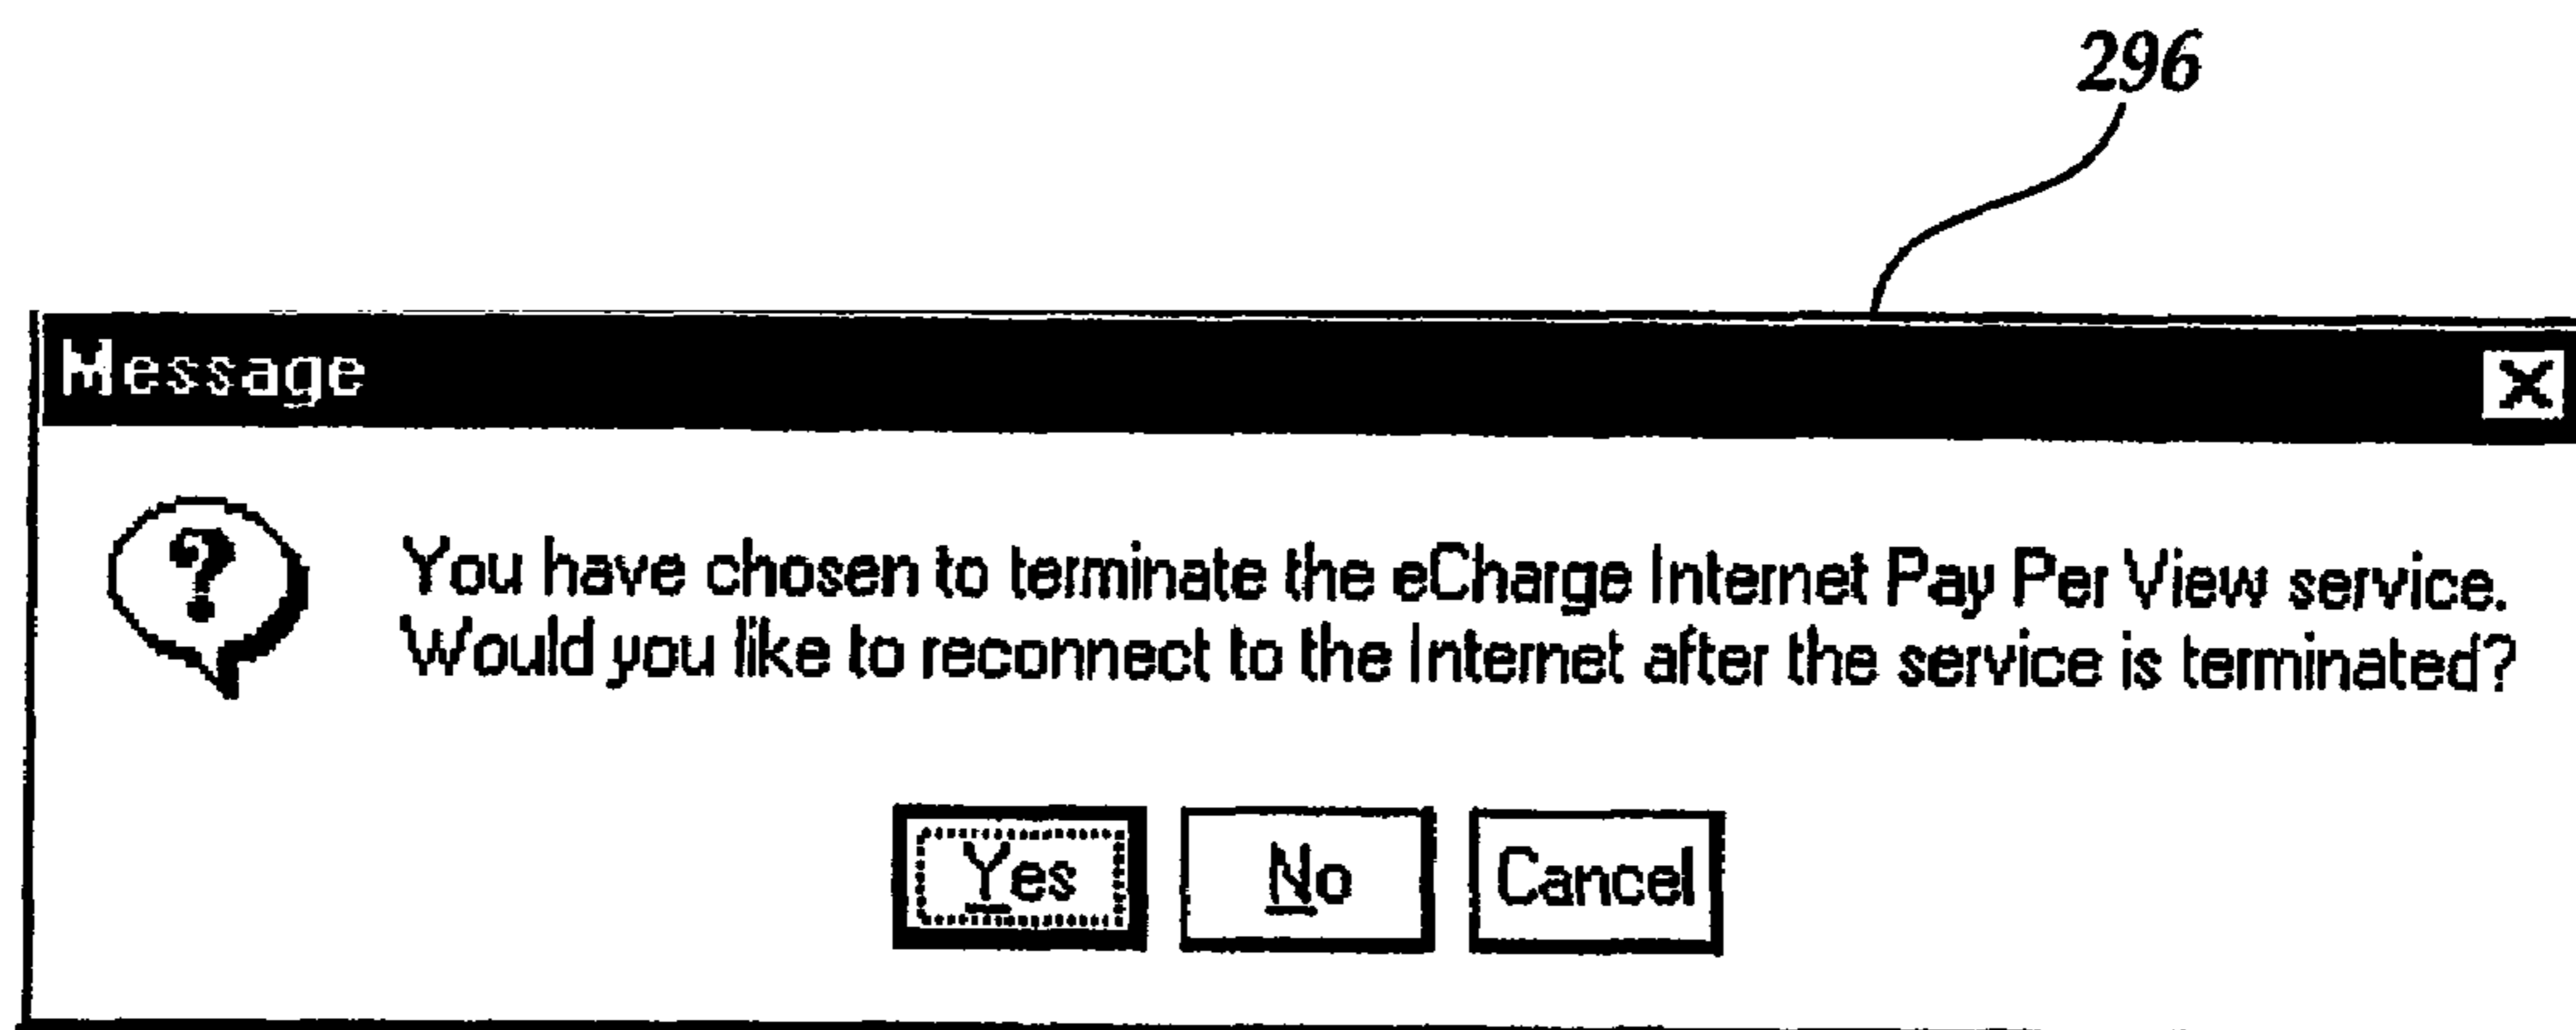 296
Message
?
You have chosen to terminate the eCharge Internet Pay Per View service.
Would you like to reconnect to the Internet after the service is terminated?
Yes No Cancel